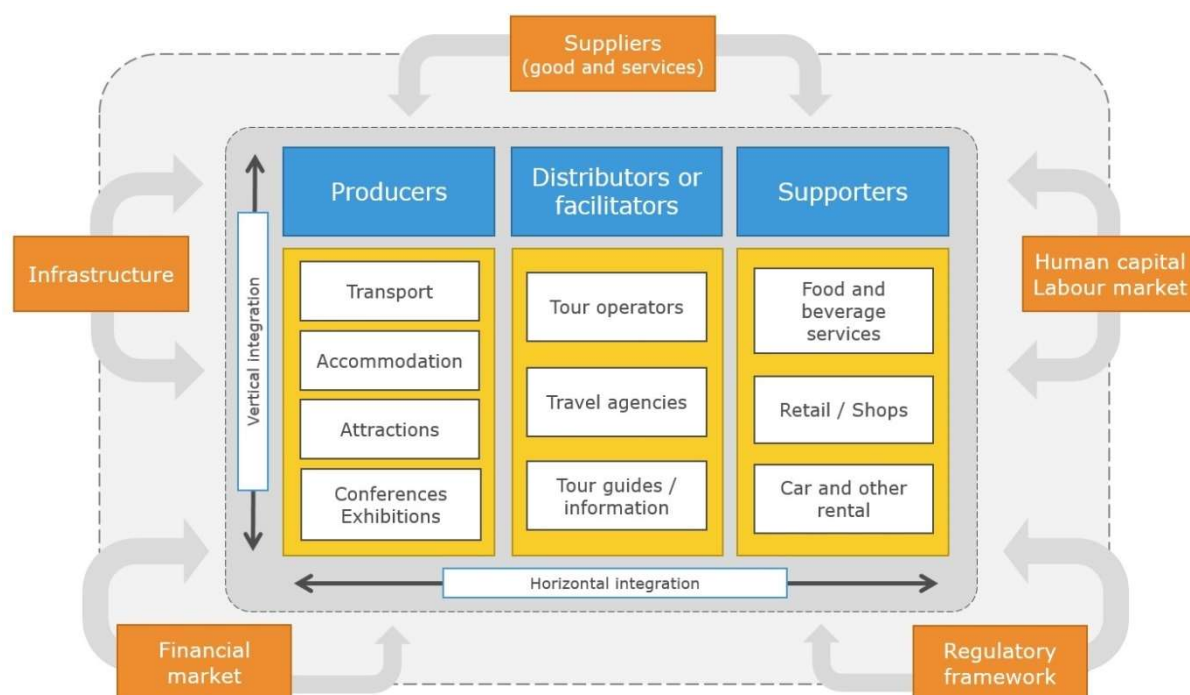 Suppliers
(good and services)
Producers
Distributors or
facilitators
Supporters
Infrastructure
Human capital
Labour market
Vertical integration
Transport
Accommodation
Attractions
Conferences
Exhibitions
Tour operators
Travel agencies
Tour guides /
information
Food and
beverage
services
Retail / Shops
Car and other
rental
Horizontal integration
Financial
market
Regulatory
framework